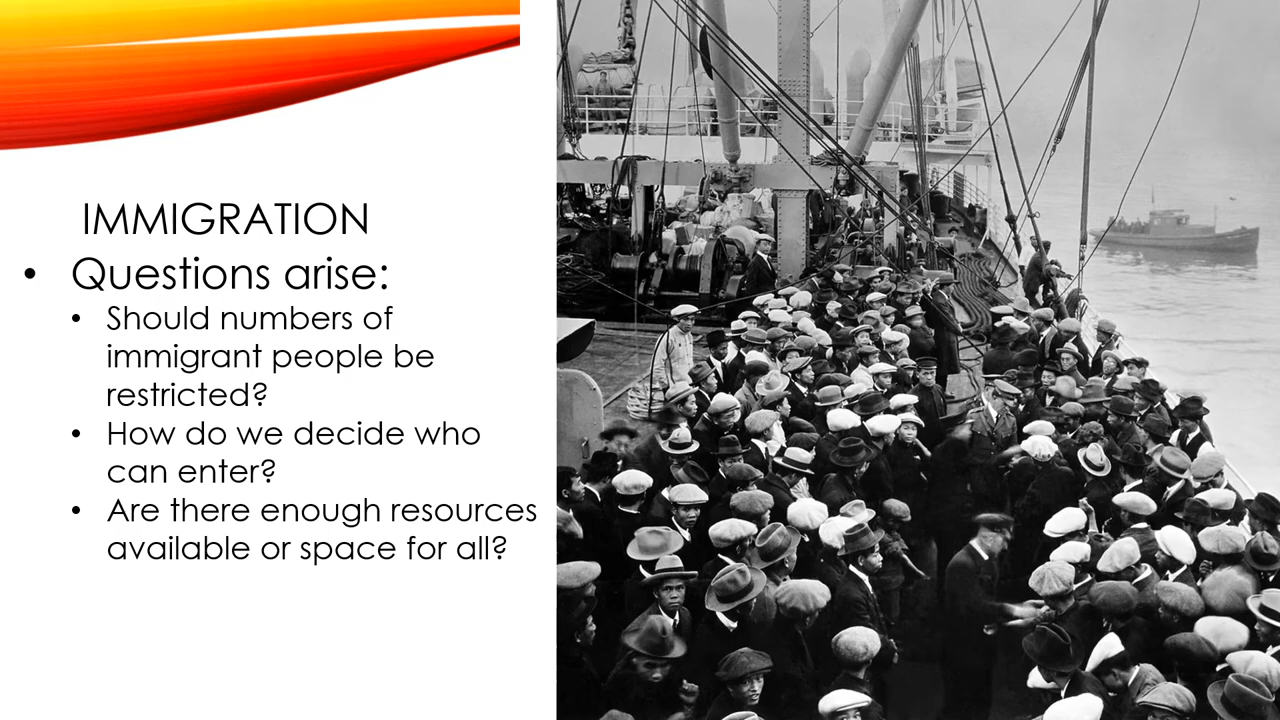 IMMIGRATION
• Questions arise:
• Should numbers of
immigrant people be
restricted?
• How do we decide who
can enter?
• Are there enough resources
available or space for all?